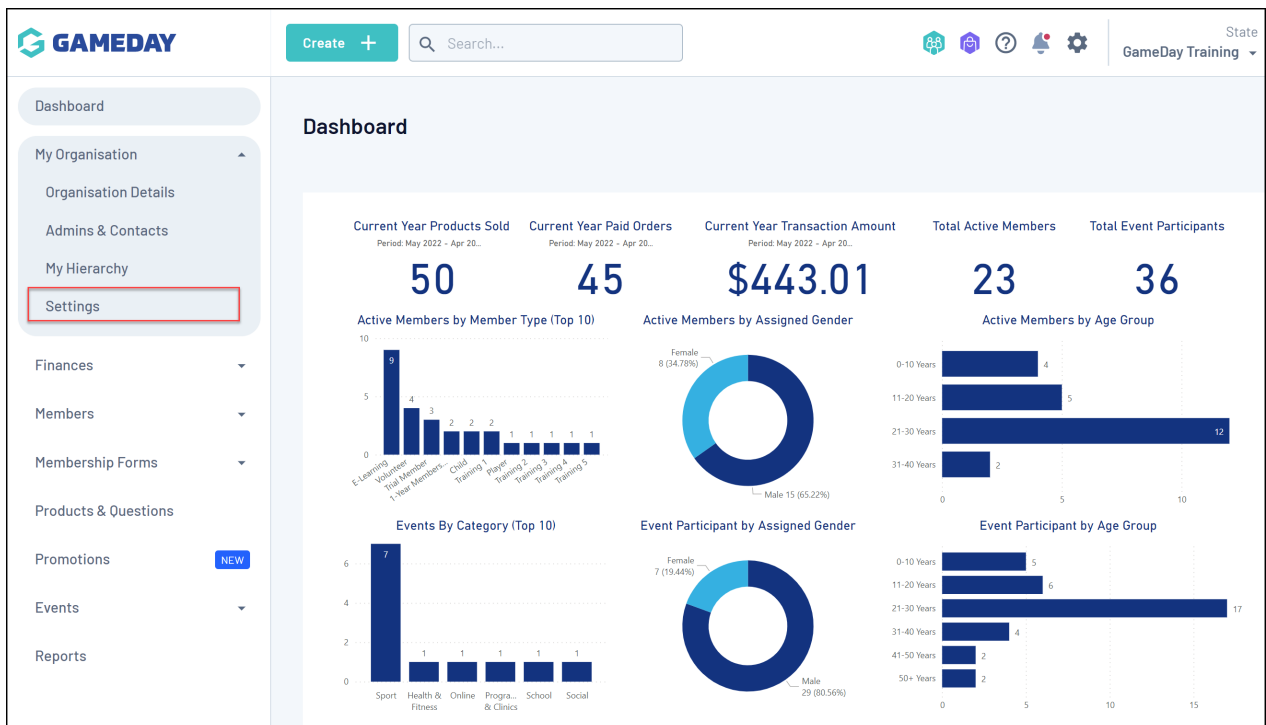 GAMEDAY
Create +
Search...
State
GameDay Training
Dashboard
My Organisation
Organisation Details
Admins & Contacts
My Hierarchy
Settings
Finances
Members
Membership Forms
Products & Questions
Promotions NEW
Events
Reports
Dashboard
Current Year Products Sold
Period: May 2022 - Apr 20...
50
Current Year Paid Orders
Period: May 2022 - Apr 20...
45
Current Year Transaction Amount
Period: May 2022 - Apr 20...
$443.01
Total Active Members
23
Total Event Participants
36
Active Members by Member Type (Top 10)
10
5
0
9
4
3
2
2
2
1
1
1
1
1
E-Learning
Volunteer
Trial Member
1-Year Members...
Child
Training 1
Player
Training 2
Training 3
Training 4
Training 5
Active Members by Assigned Gender
Female
8 (34.78%)
Male 15 (65.22%)
Active Members by Age Group
0-10 Years 4
11-20 Years 5
21-30 Years 12
31-40 Years 2
0 5 10
Events By Category (Top 10)
6
4
2
0
7
1
1
1
1
1
Sport
Health &
Fitness
Online
Progra...
& Clinics
School
Social
Event Participant by Assigned Gender
Female
7 (19.44%)
Male
29 (80.56%)
Event Participant by Age Group
0-10 Years 5
11-20 Years 6
21-30 Years 17
31-40 Years 4
41-50 Years 2
50+ Years 2
0 5 10 15